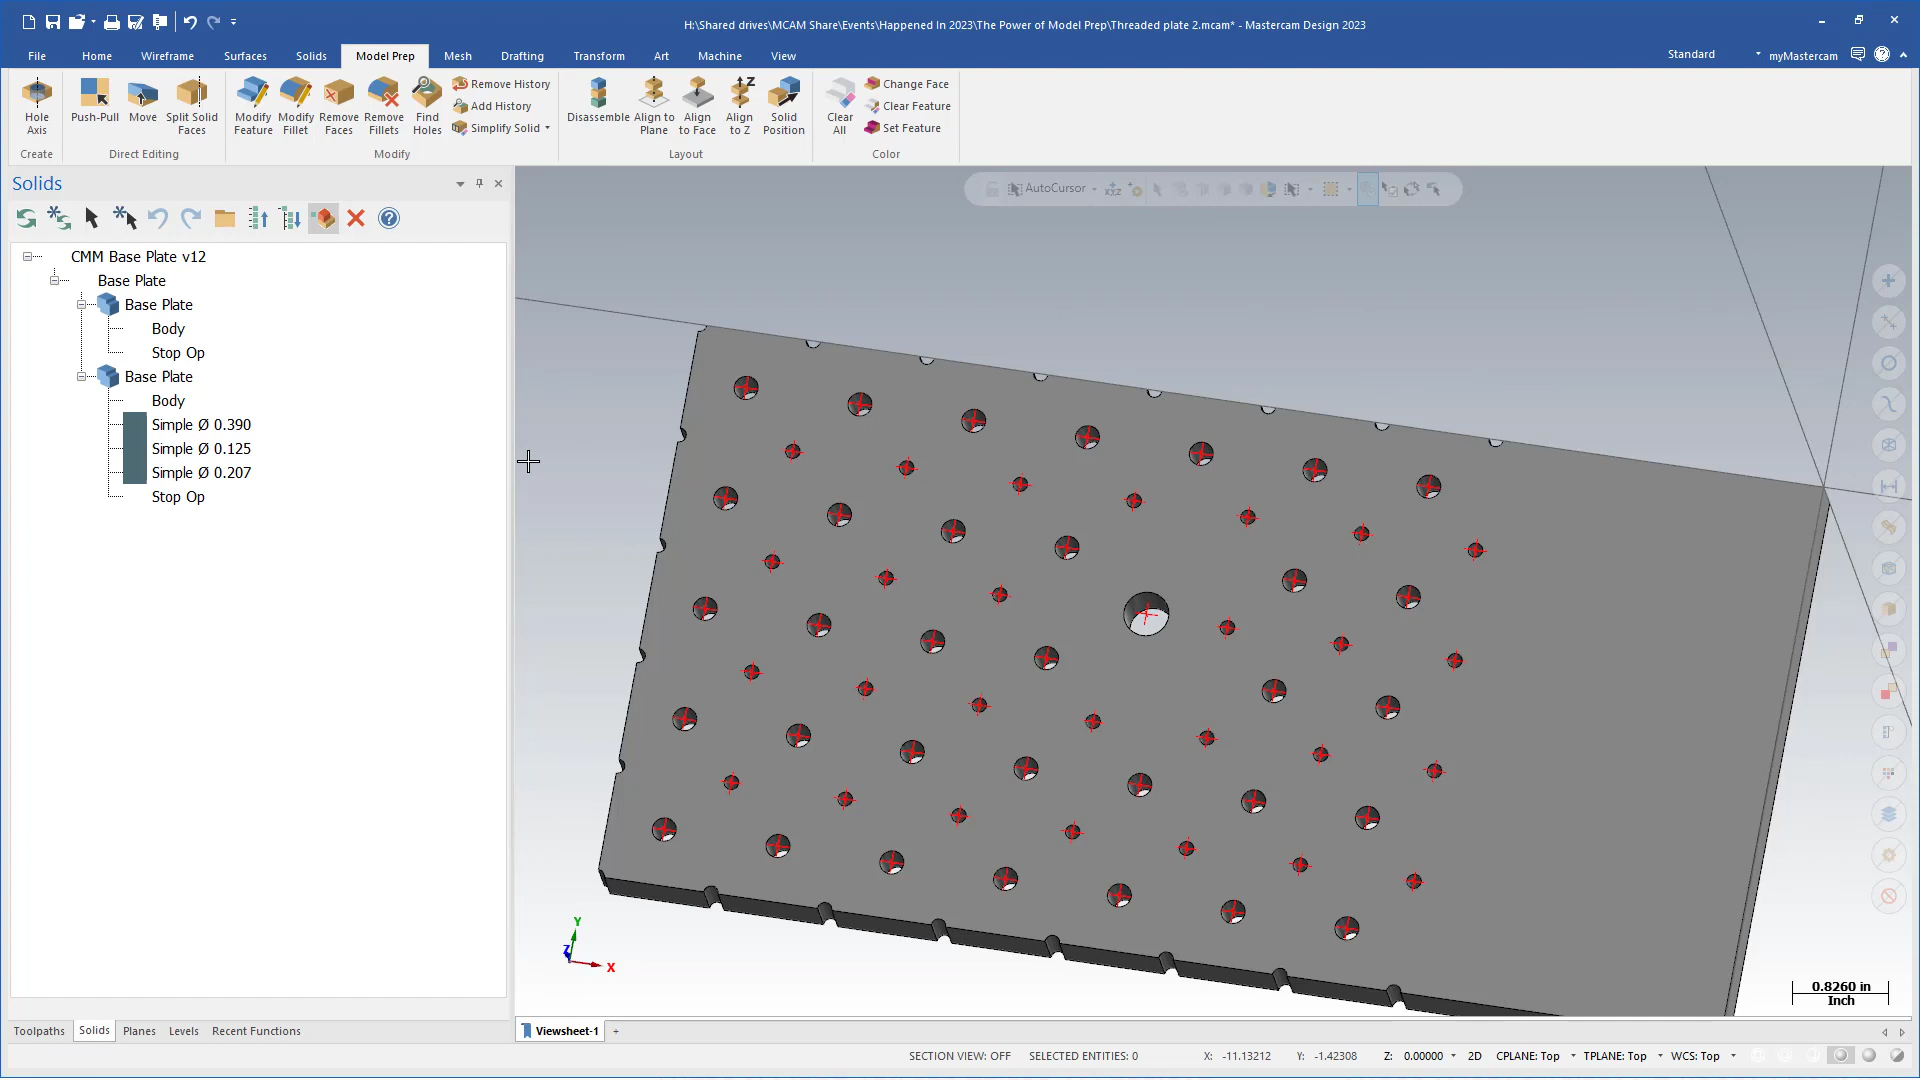 H:\Shared drives\MCAM Share\Events\Happened In 2023\The Power of Model Prep\Threaded plate 2.mcam* - Mastercam Design 2023
File Home Wireframe Surfaces Solids Model Prep Mesh Drafting Transform Art Machine View Standard myMastercam
Hole Axis
Create
Push-Pull
Move
Split Solid Faces
Direct Editing
Modify Feature
Modify Fillet
Remove Faces
Remove Fillets
Find Holes
Remove History
Add History
Simplify Solid
Modify
Disassemble
Align to Plane
Align to Face
Align to Z
Solid Position
Layout
Clear All
Change Face
Clear Feature
Set Feature
Color
Solids
AutoCursor
CMM Base Plate v12
Base Plate
Base Plate
Body
Stop Op
Base Plate
Body
Simple Ø 0.390
Simple Ø 0.125
Simple Ø 0.207
Stop Op
Y
Z
X
0.8260 in
Inch
Toolpaths Solids Planes Levels Recent Functions
Viewsheet-1 +
SECTION VIEW: OFF SELECTED ENTITIES: 0 X: -11.13212 Y: -1.42308 Z: 0.00000 2D CPLANE: Top TPLANE: Top WCS: Top